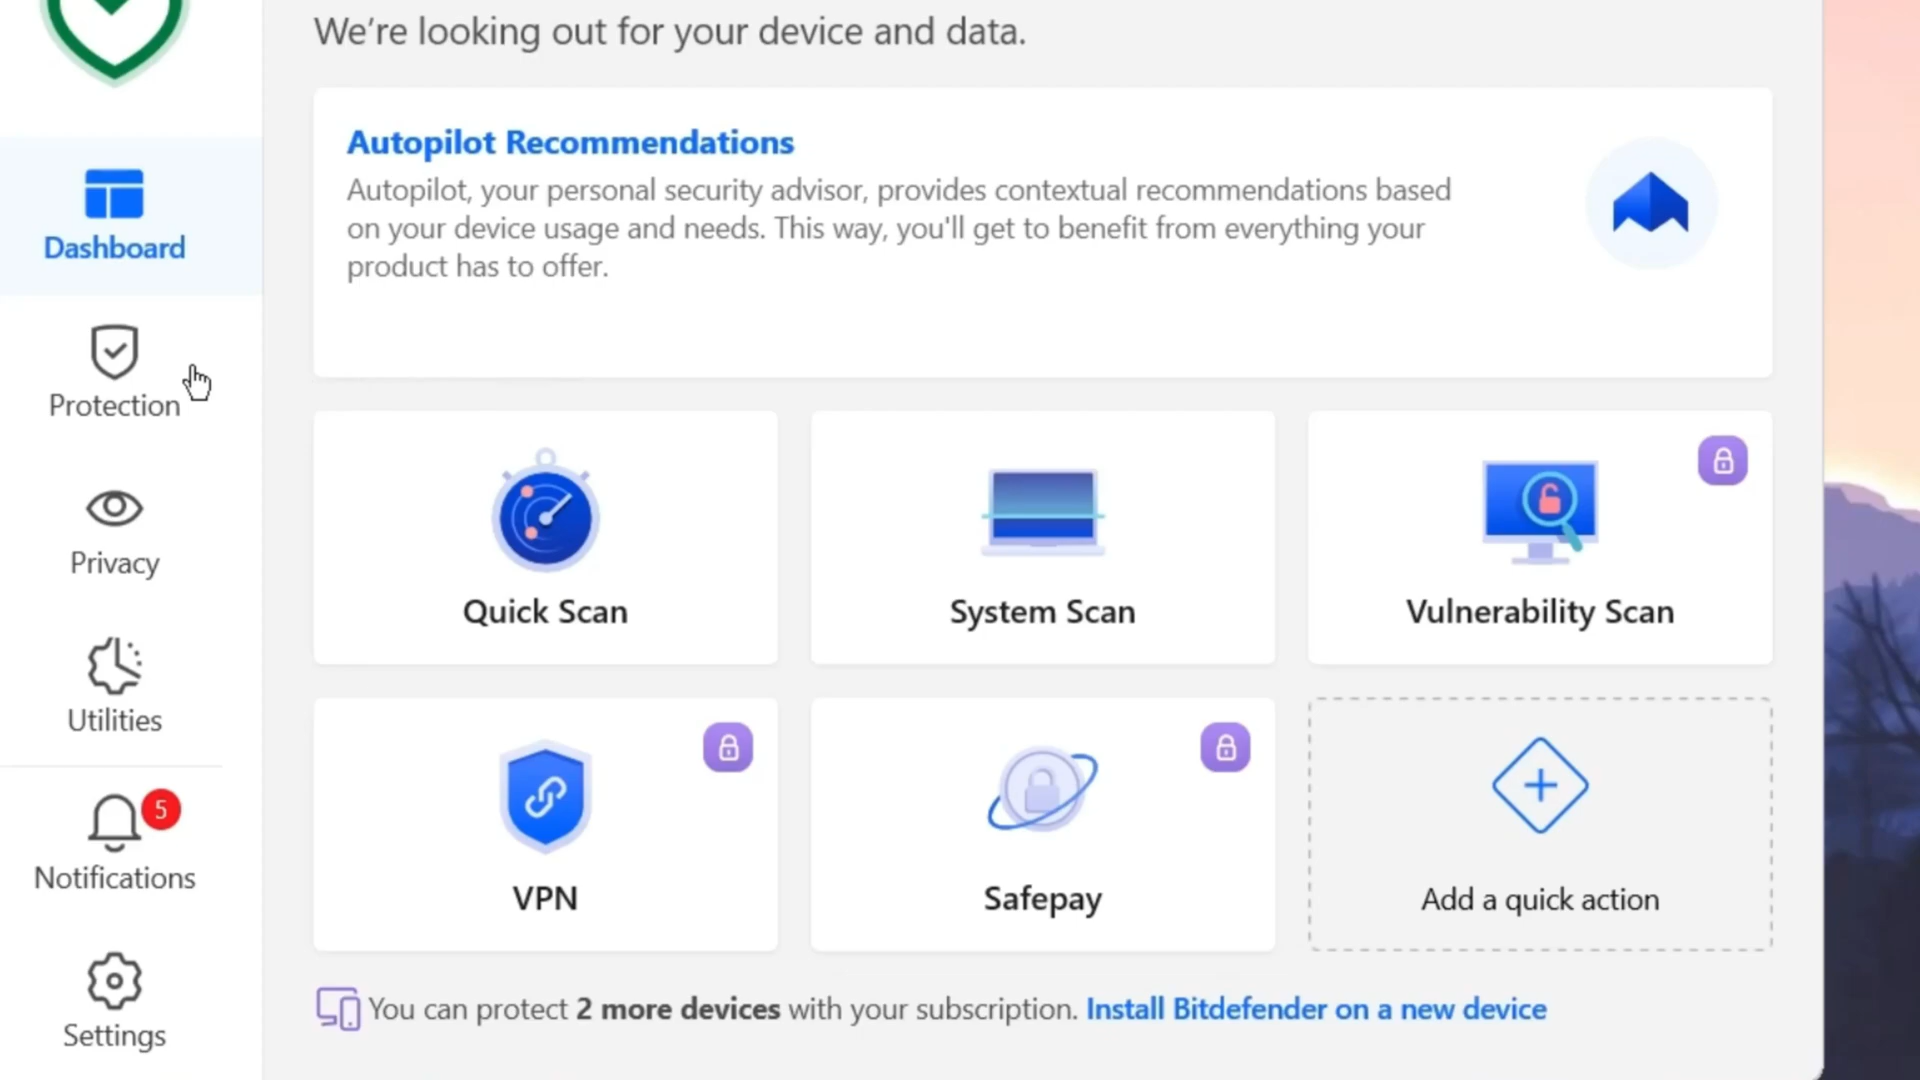 We're looking out for your device and data.
Autopilot Recommendations
Autopilot, your personal security advisor, provides contextual recommendations based
on your device usage and needs. This way, you'll get to benefit from everything your
product has to offer.
Dashboard
Protection
Privacy
Utilities
5
Notifications
Settings
Quick Scan
System Scan
Vulnerability Scan
VPN
Safepay
Add a quick action
You can protect 2 more devices with your subscription. Install Bitdefender on a new device